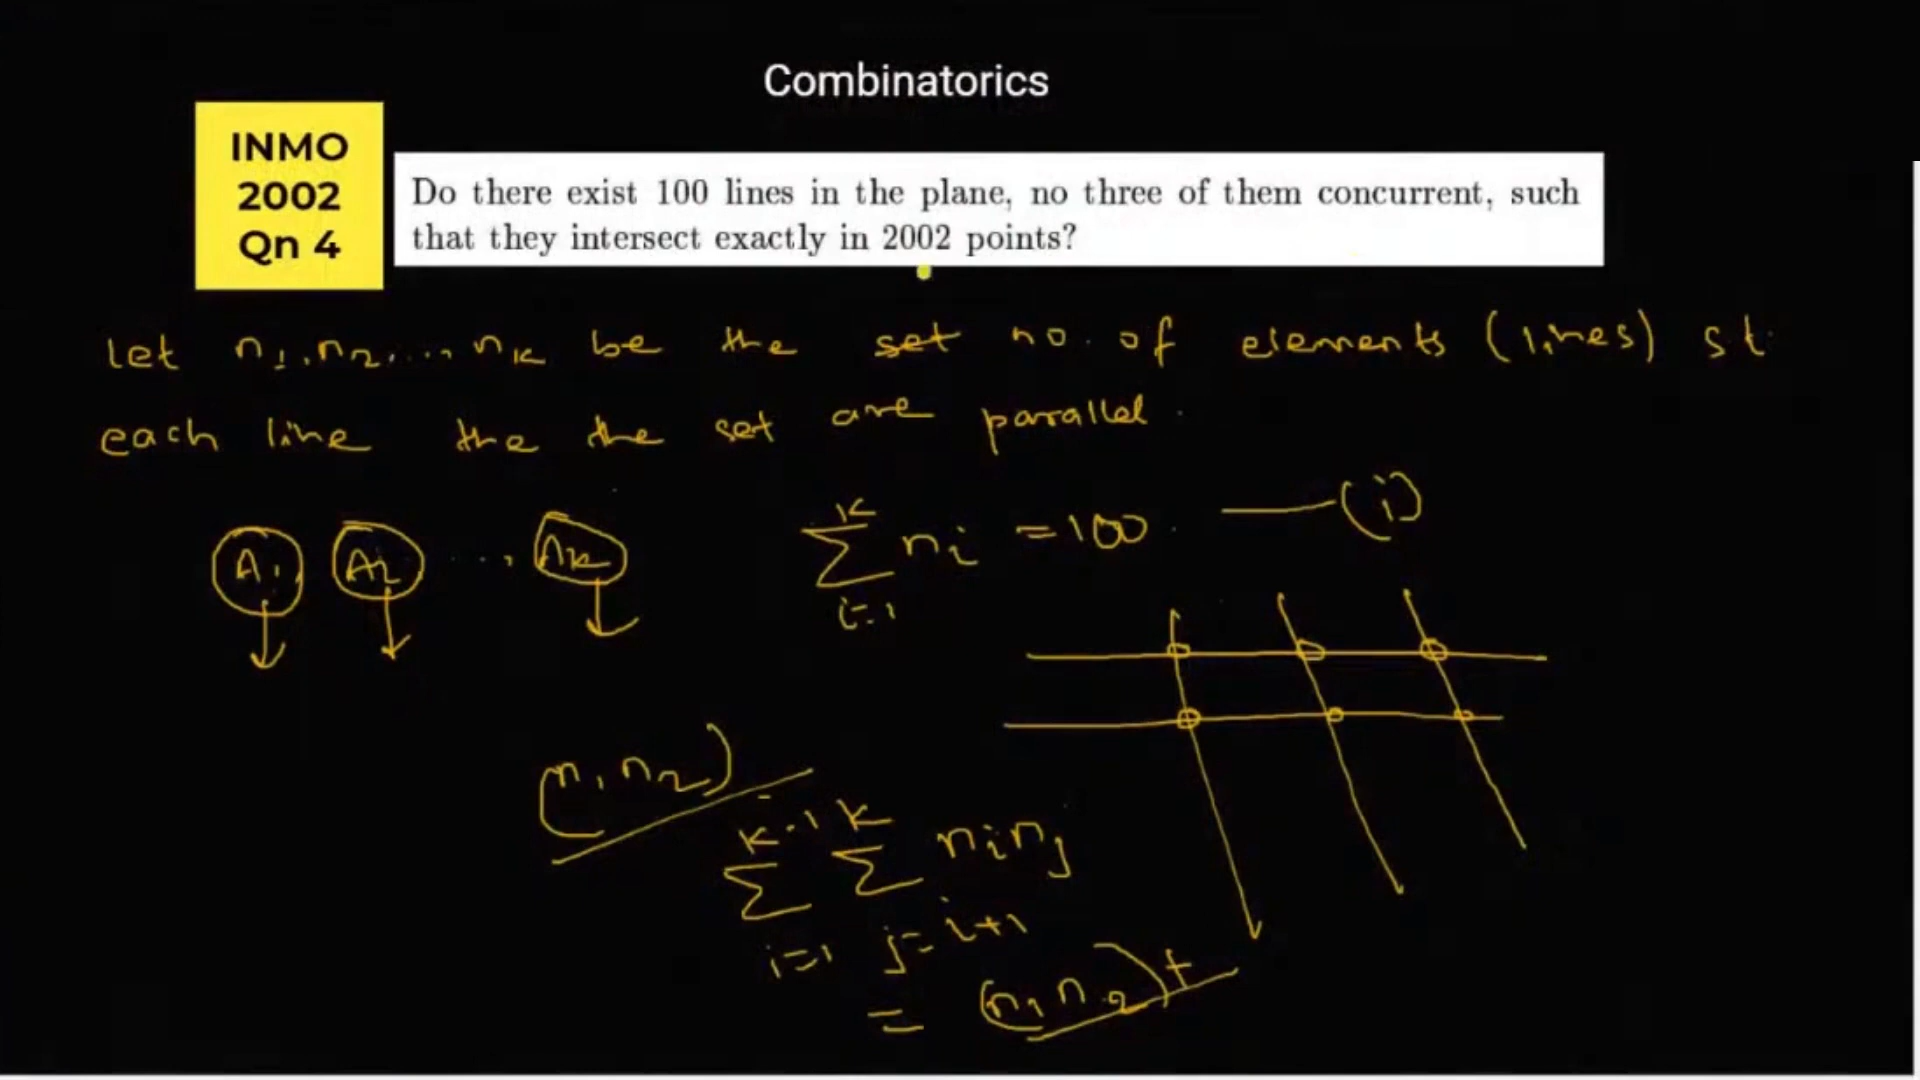 Combinatorics
INMO
2002
Qn 4
Do there exist 100 lines in the plane, no three of them concurrent, such
that they intersect exactly in 2002 points?
Let n₁, n₂, ..., nₖ be the set no. of elements (lines) st.
each line the the set are parallel.
A₁ A₂ ..., Aₖ
k
∑ nᵢ = 100 —(i)
i=1
(n₁n₂)
k-1 k
∑ ∑ nᵢnⱼ
i=1 j=i+1
= (n₁n₂)+